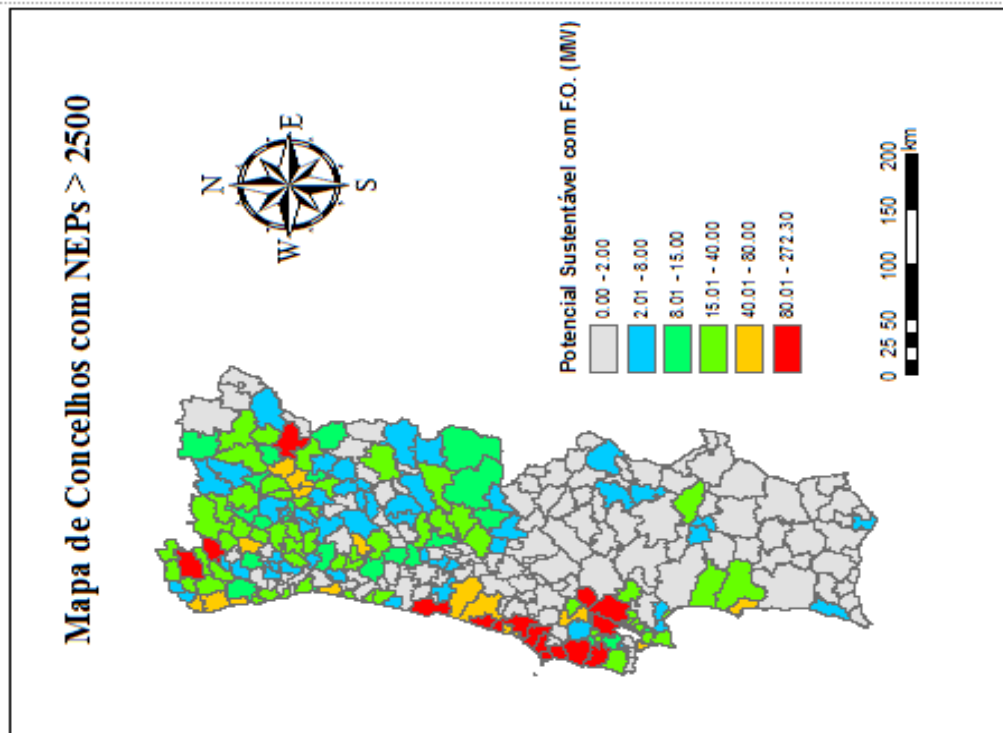 Mapa de Concelhos com NEPs > 2500
N
W
E
S
Potencial Sustentável com F.O. (MW)
0.00 - 2.00
2.01 - 8.00
8.01 - 15.00
15.01 - 40.00
40.01 - 80.00
80.01 - 272.30
0 25 50 100 150 200
km